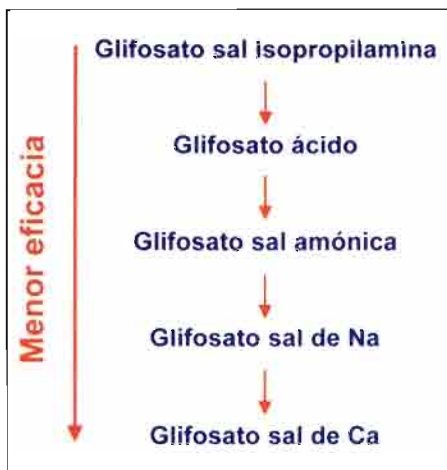 Glifosato sal isopropilamina
Glifosato ácido
Glifosato sal amónica
Glifosato sal de Na
Glifosato sal de Ca
Menor eficacia